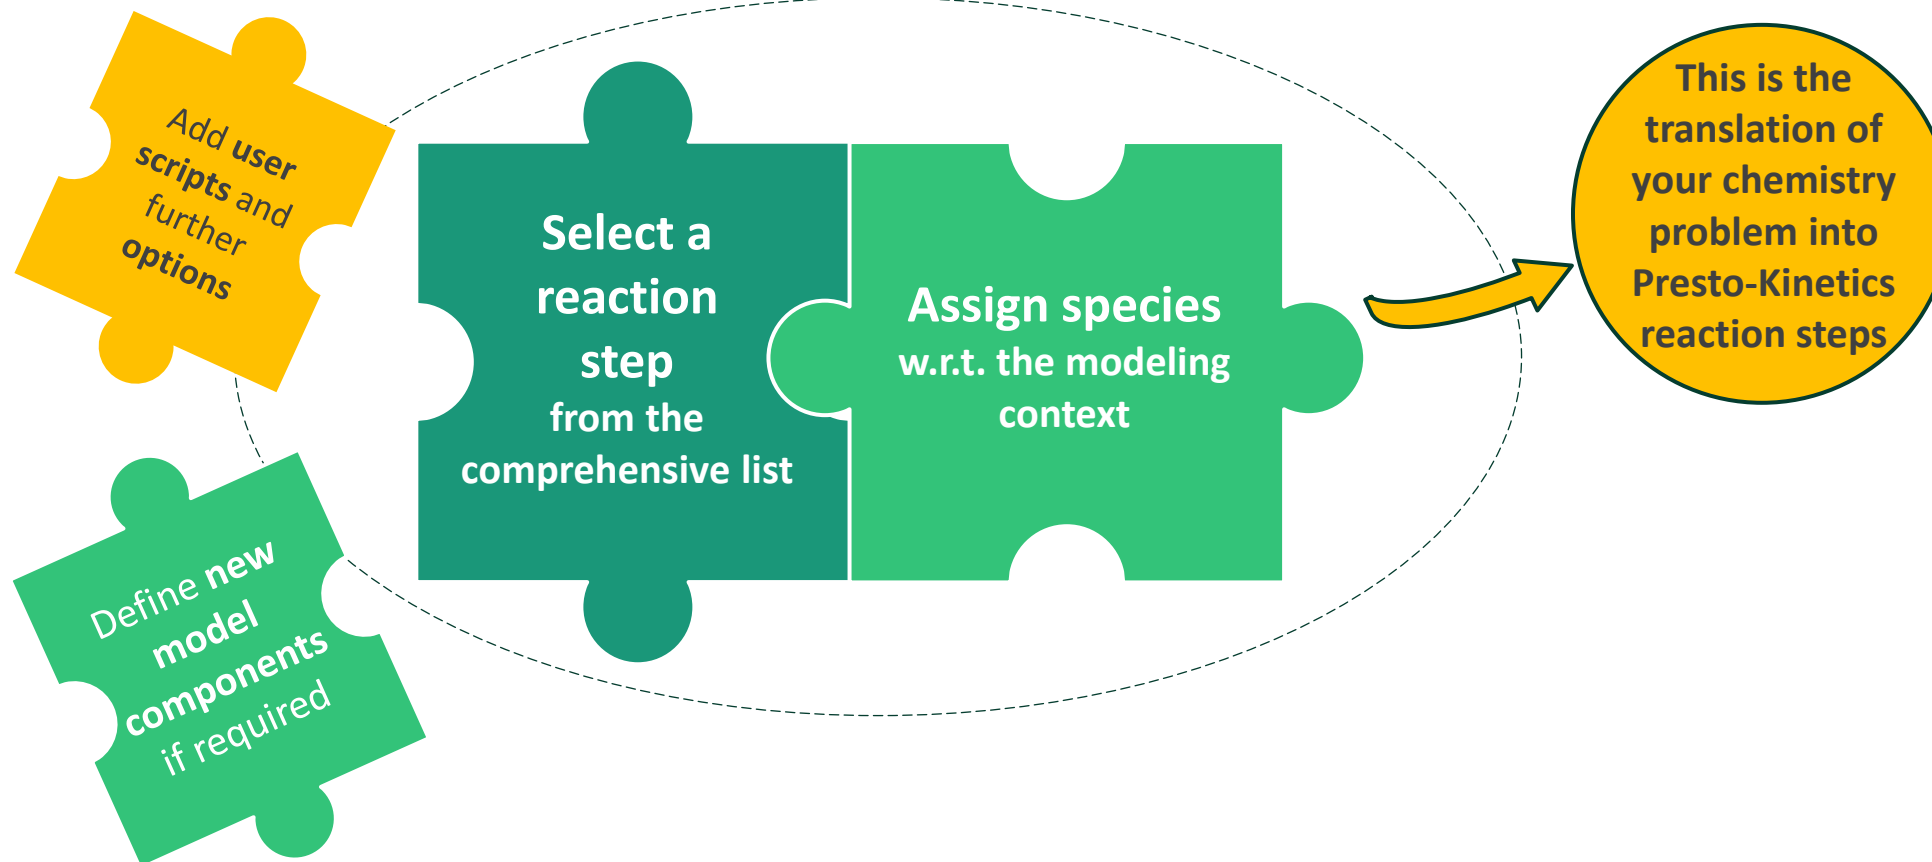 Add user
scripts and
further
options
Select a
reaction
step
from the
comprehensive list
Assign species
w.r.t. the modeling
context
This is the
translation of
your chemistry
problem into
Presto-Kinetics
reaction steps
Define new
model
components
if required